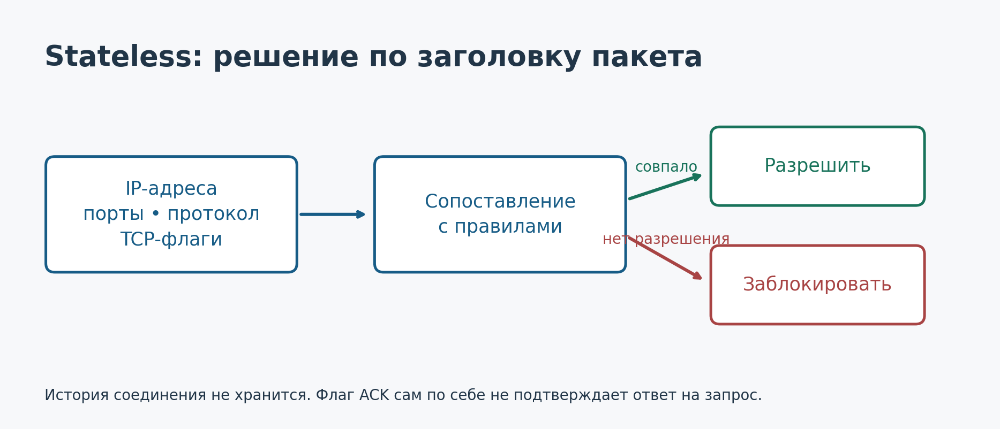 Stateless: решение по заголовку пакета
IP-адреса
порты • протокол
TCP-флаги
Сопоставление
с правилами
совпало
Разрешить
нет разрешения
Заблокировать
История соединения не хранится. Флаг ACK сам по себе не подтверждает ответ на запрос.